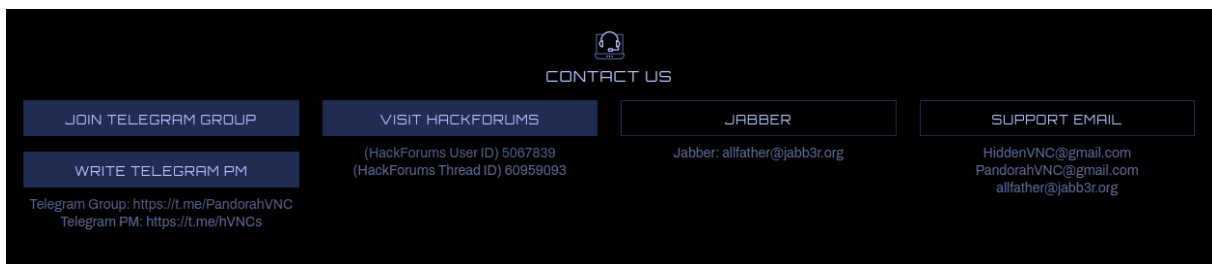 CONTACT US
JOIN TELEGRAM GROUP
WRITE TELEGRAM PM
Telegram Group: https://t.me/PandorahVNC
Telegram PM: https://t.me/hVNCs
VISIT HACKFORUMS
(HackForums User ID) 5067839
(HackForums Thread ID) 60959093
JABBER
Jabber: allfather@jabb3r.org
SUPPORT EMAIL
HiddenVNC@gmail.com
PandorahVNC@gmail.com
allfather@jabb3r.org